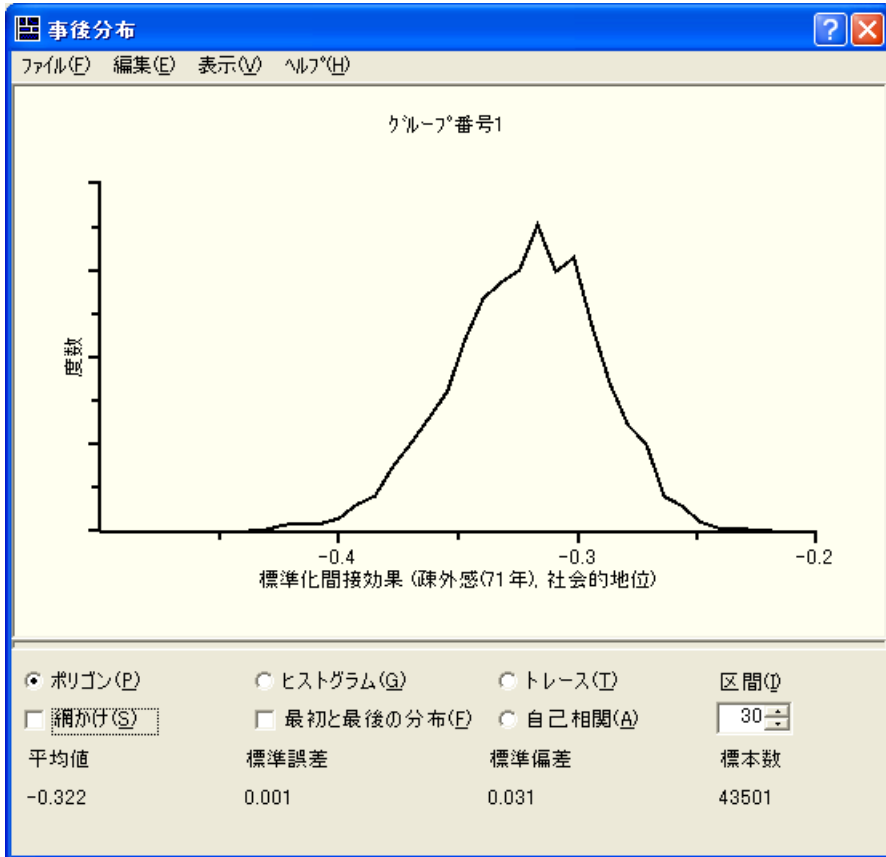 事後分布
ファイル(F) 編集(E) 表示(V) ヘルプ(H)
グループ番号1
度数
-0.4 -0.3 -0.2
標準化間接効果 (疎外感(71年), 社会的地位)
ポリゴン(P) ヒストグラム(G) トレース(T) 区間(I)
網かけ(S) 最初と最後の分布(F) 自己相関(A) 30
平均値 標準誤差 標準偏差 標本数
-0.322 0.001 0.031 43501